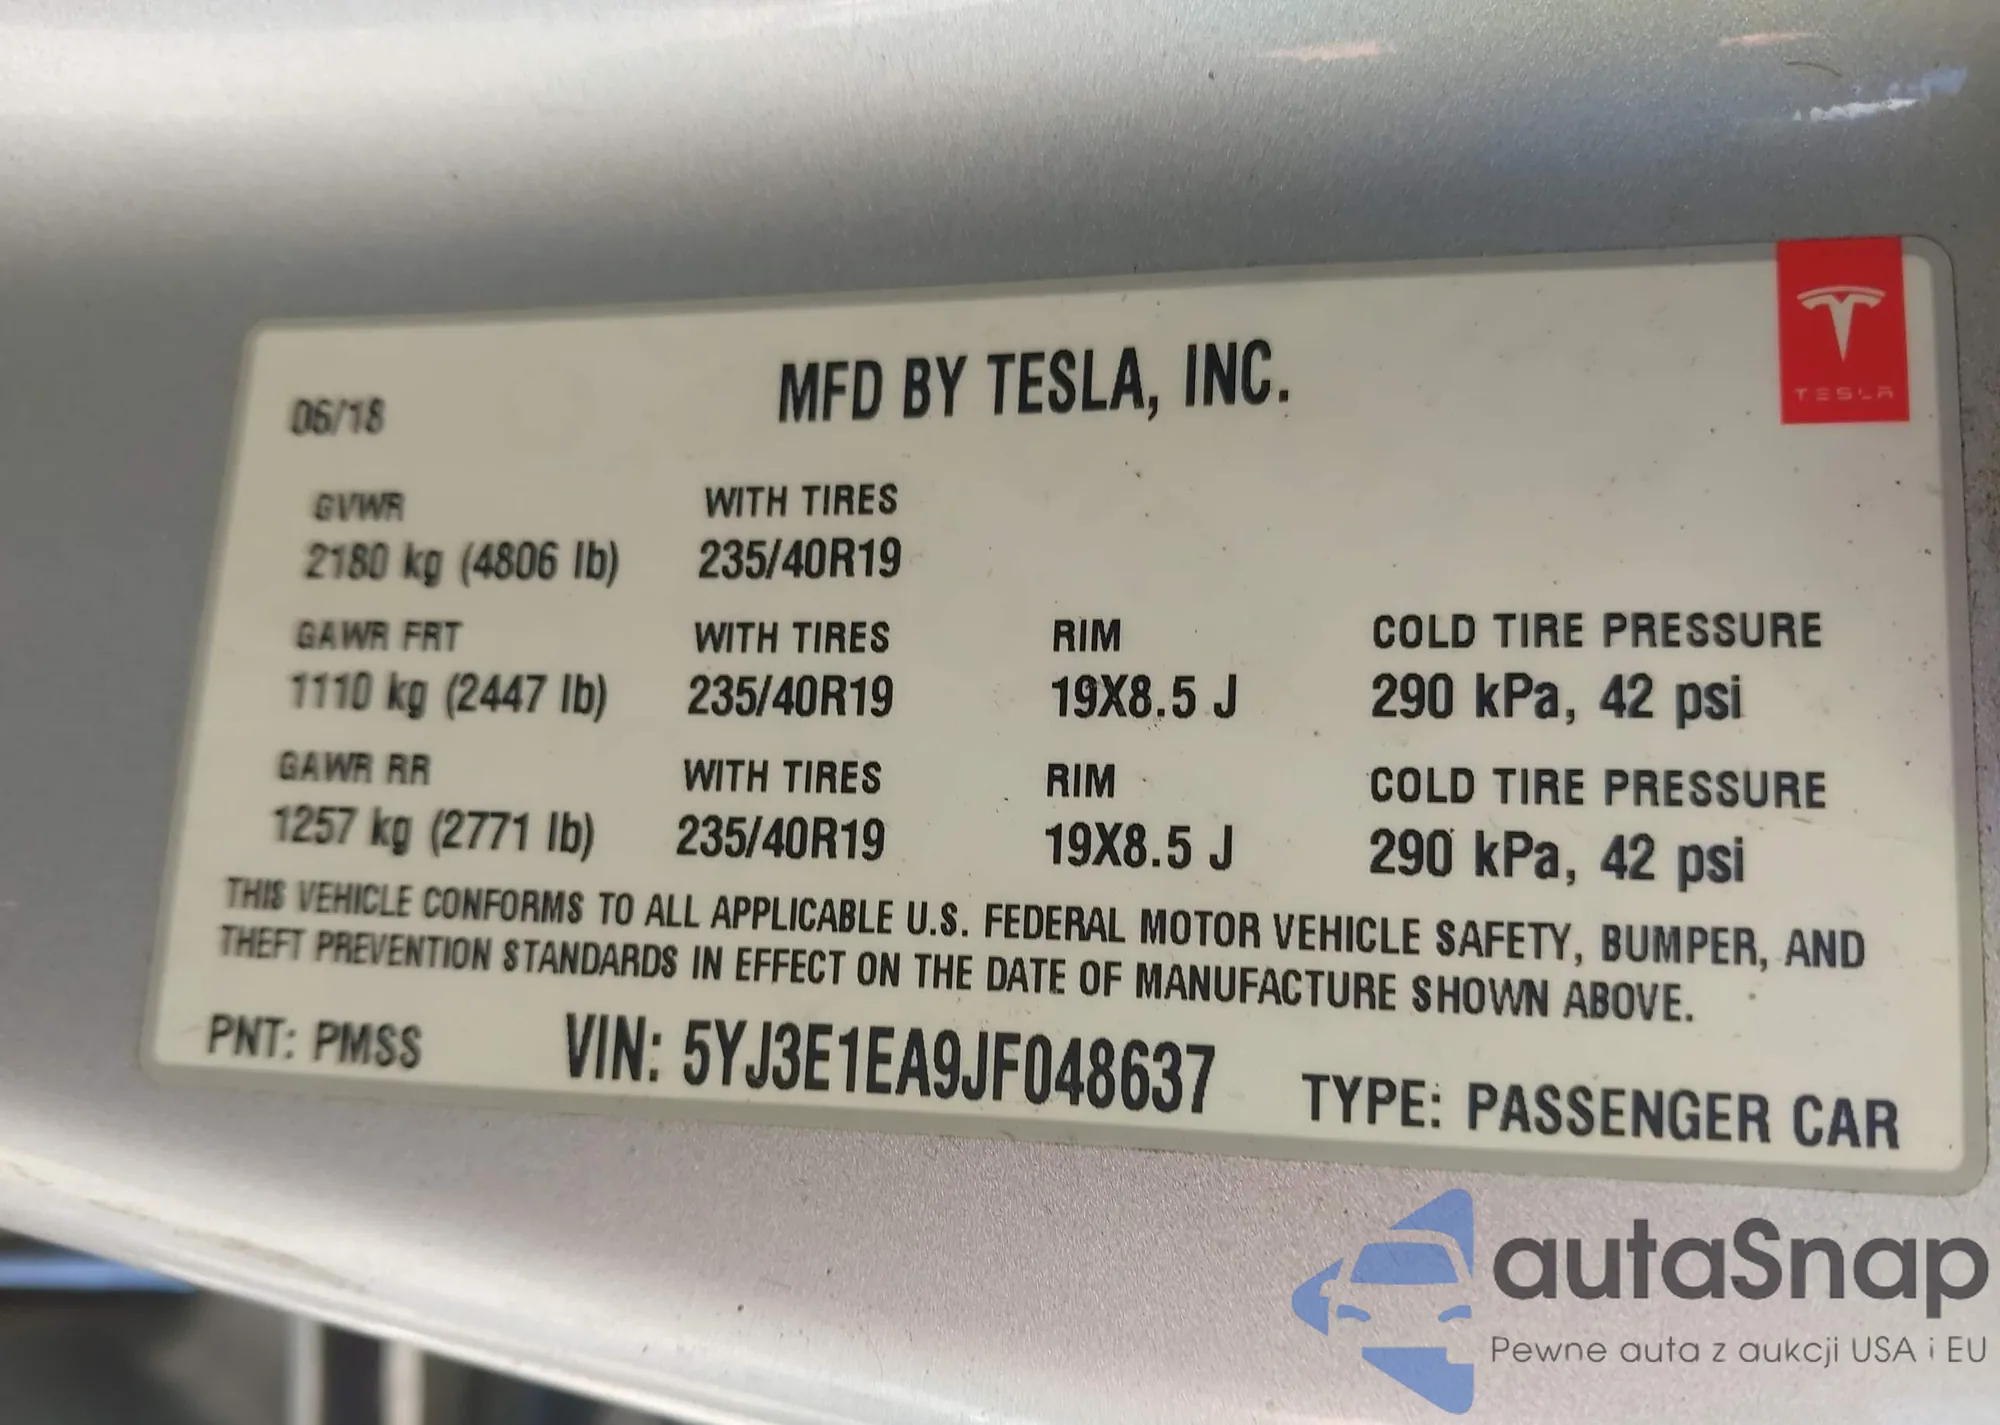 06/18 MFD BY TESLA, INC.
TESLA
GVWR WITH TIRES
2180 kg (4806 lb) 235/40R19
GAWR FRT WITH TIRES RIM COLD TIRE PRESSURE
1110 kg (2447 lb) 235/40R19 19X8.5 J 290 kPa, 42 psi
GAWR RR WITH TIRES RIM COLD TIRE PRESSURE
1257 kg (2771 lb) 235/40R19 19X8.5 J 290 kPa, 42 psi
THIS VEHICLE CONFORMS TO ALL APPLICABLE U.S. FEDERAL MOTOR VEHICLE SAFETY, BUMPER, AND
THEFT PREVENTION STANDARDS IN EFFECT ON THE DATE OF MANUFACTURE SHOWN ABOVE.
PNT: PMSS VIN: 5YJ3E1EA9JF048637 TYPE: PASSENGER CAR
autaSnap
Pewne auta z aukcji USA i EU